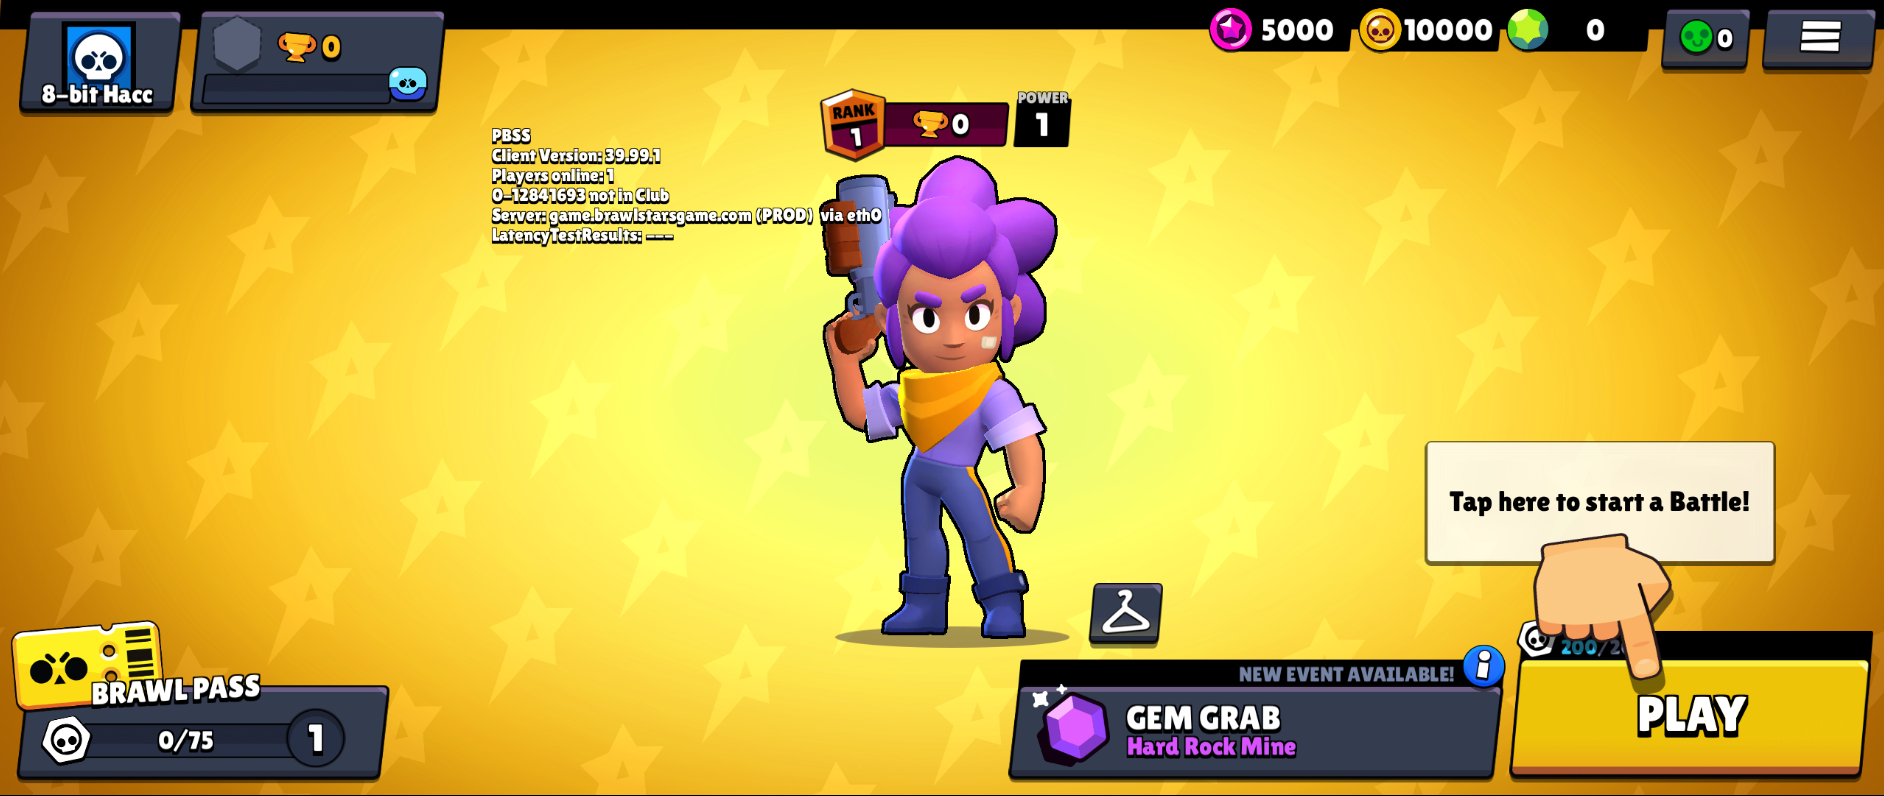 8-bit Hacc
0
5000
10000
0
0
RANK
1
0
POWER
1
PBSS
Client Version: 39.99.1
Players online: 1
0-12841693 not in Club
Server: game.brawlstarsgame.com (PROD) via eth0
LatencyTestResults: ---
Tap here to start a Battle!
BRAWL PASS
0/75
1
NEW EVENT AVAILABLE!
i
GEM GRAB
Hard Rock Mine
200/
PLAY